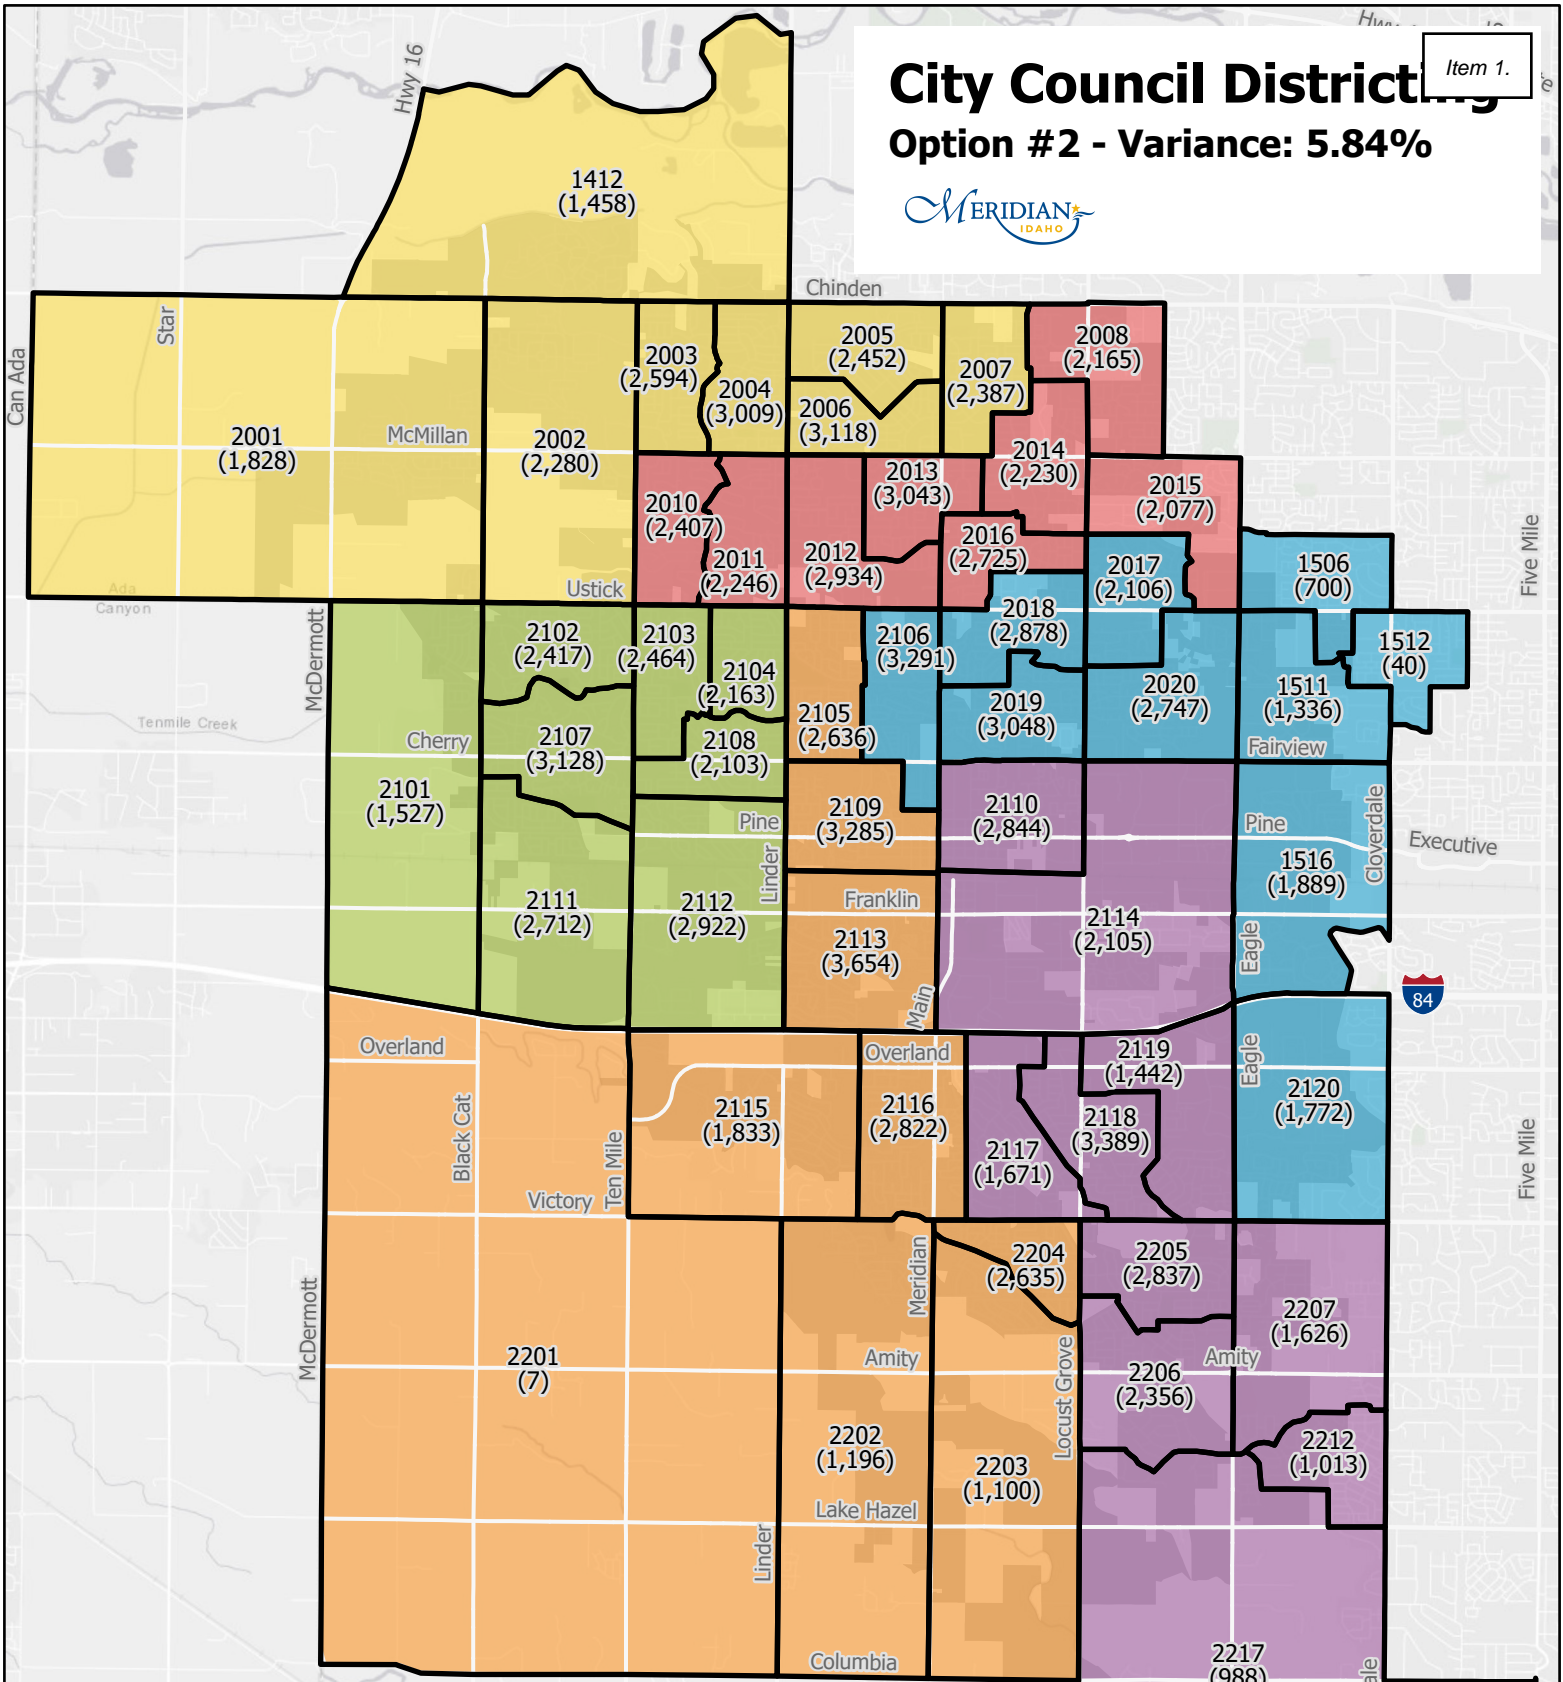 Hwy 16
City Council Districting
Item 1.
Option #2 - Variance: 5.84%
MERIDIAN
IDAHO
1412
(1,458)
Chinden
Star
Can Ada
2001
(1,828)
McMillan
2002
(2,280)
2003
(2,594)
2004
(3,009)
2005
(2,452)
2006
(3,118)
2007
(2,387)
2008
(2,165)
2010
(2,407)
2011
(2,246)
2012
(2,934)
2013
(3,043)
2014
(2,230)
2015
(2,077)
2016
(2,725)
2017
(2,106)
1506
(700)
Five Mile
Ada
Canyon
Ustick
McDermott
2102
(2,417)
2103
(2,464)
2104
(2,163)
2105
(2,636)
2106
(3,291)
2018
(2,878)
2019
(3,048)
2020
(2,747)
1511
(1,336)
1512
(40)
Tenmile Creek
Cherry
2107
(3,128)
2108
(2,103)
Fairview
2101
(1,527)
Pine
Linder
2109
(3,285)
2110
(2,844)
Pine
Cloverdale
Executive
1516
(1,889)
2111
(2,712)
2112
(2,922)
Franklin
2113
(3,654)
2114
(2,105)
Eagle
Main
84
Overland
Black Cat
Ten Mile
2115
(1,833)
Overland
2116
(2,822)
2117
(1,671)
2118
(3,389)
2119
(1,442)
Eagle
2120
(1,772)
Five Mile
Victory
McDermott
Meridian
2204
(2,635)
2205
(2,837)
2207
(1,626)
2201
(7)
Amity
Locust Grove
Amity
2206
(2,356)
2202
(1,196)
2203
(1,100)
2212
(1,013)
Lake Hazel
Linder
Columbia
2217
(988)